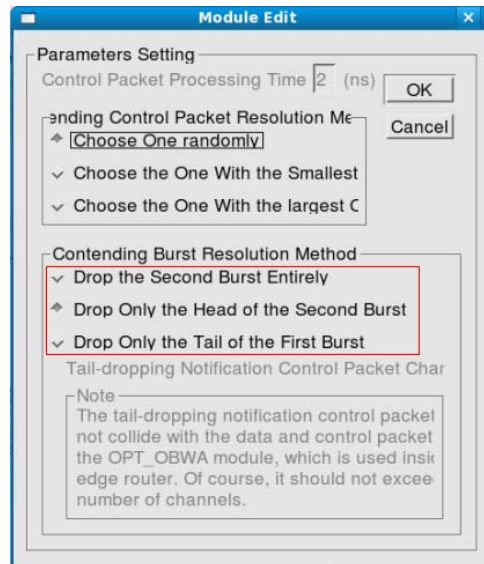 Module Edit
Parameters Setting
Control Packet Processing Time 2 (ns)
OK
ending Control Packet Resolution Me
Cancel
Choose One randomly
Choose the One With the Smallest
Choose the One With the largest C
Contending Burst Resolution Method
Drop the Second Burst Entirely
Drop Only the Head of the Second Burst
Drop Only the Tail of the First Burst
Tail-dropping Notification Control Packet Char
Note
The tail-dropping notification control packet
not collide with the data and control packet
the OPT_OBWA module, which is used insid
edge router. Of course, it should not excee
number of channels.